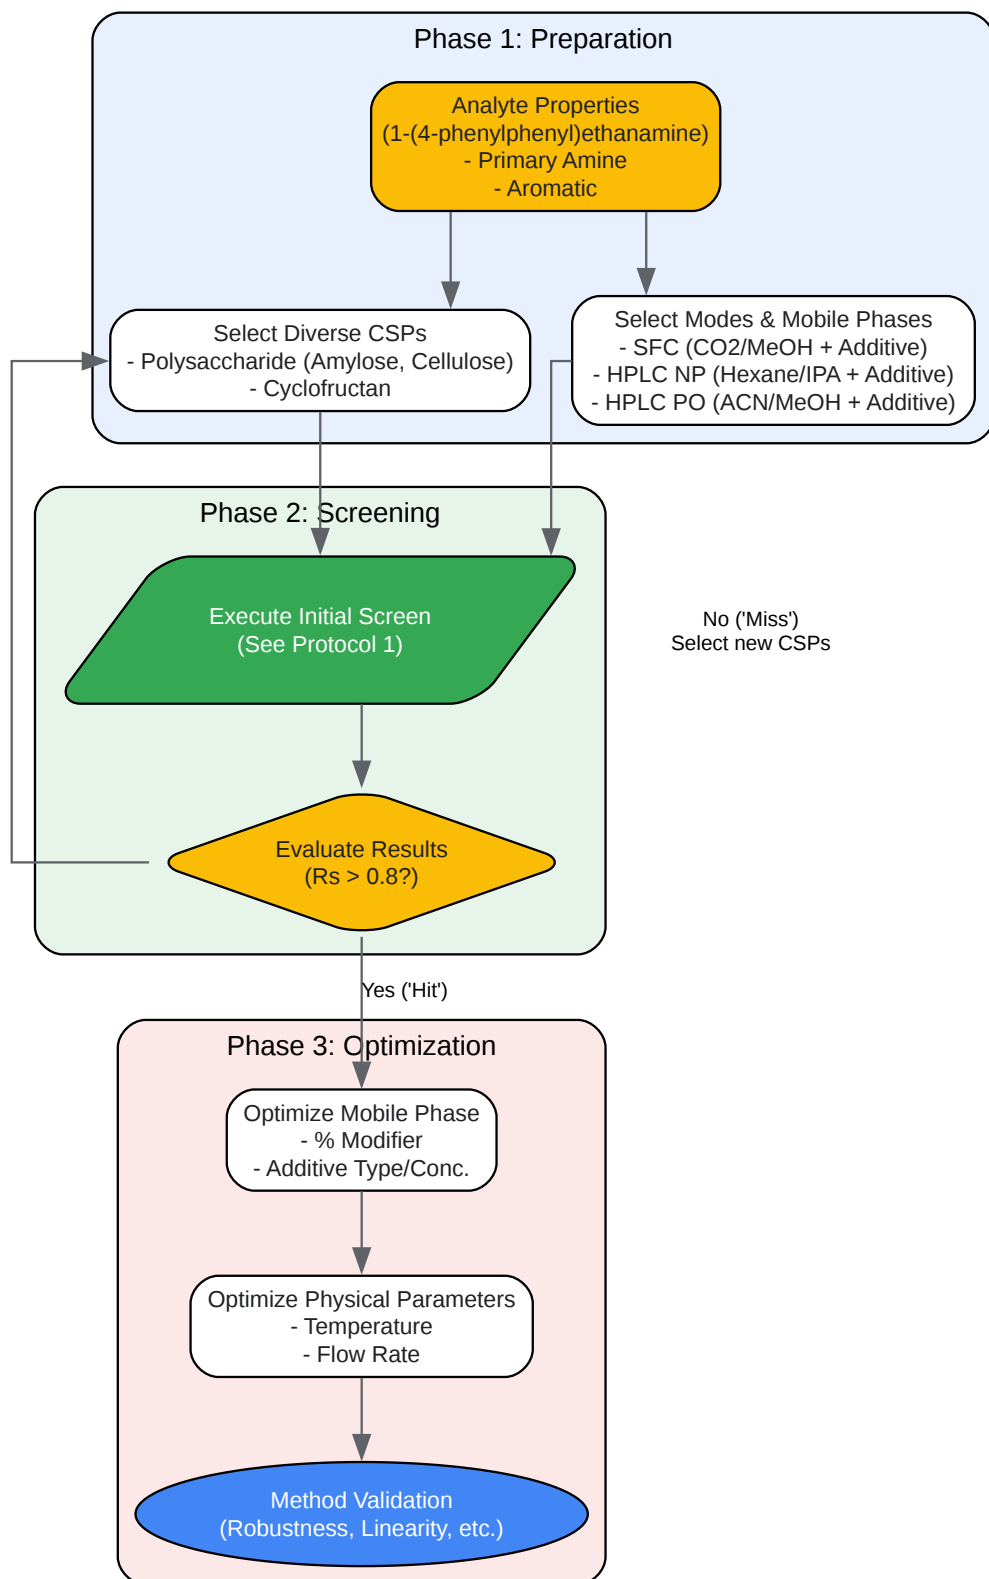 Phase 1: Preparation
Analyte Properties
(1-(4-phenylphenyl)ethanamine)
- Primary Amine
- Aromatic
Select Diverse CSPs
- Polysaccharide (Amylose, Cellulose)
- Cyclofructan
Select Modes & Mobile Phases
- SFC (CO2/MeOH + Additive)
- HPLC NP (Hexane/IPA + Additive)
- HPLC PO (ACN/MeOH + Additive)
Phase 2: Screening
Execute Initial Screen
(See Protocol 1)
No ('Miss')
Select new CSPs
Evaluate Results
(Rs > 0.8?)
Yes ('Hit')
Phase 3: Optimization
Optimize Mobile Phase
- % Modifier
- Additive Type/Conc.
Optimize Physical Parameters
- Temperature
- Flow Rate
Method Validation
(Robustness, Linearity, etc.)